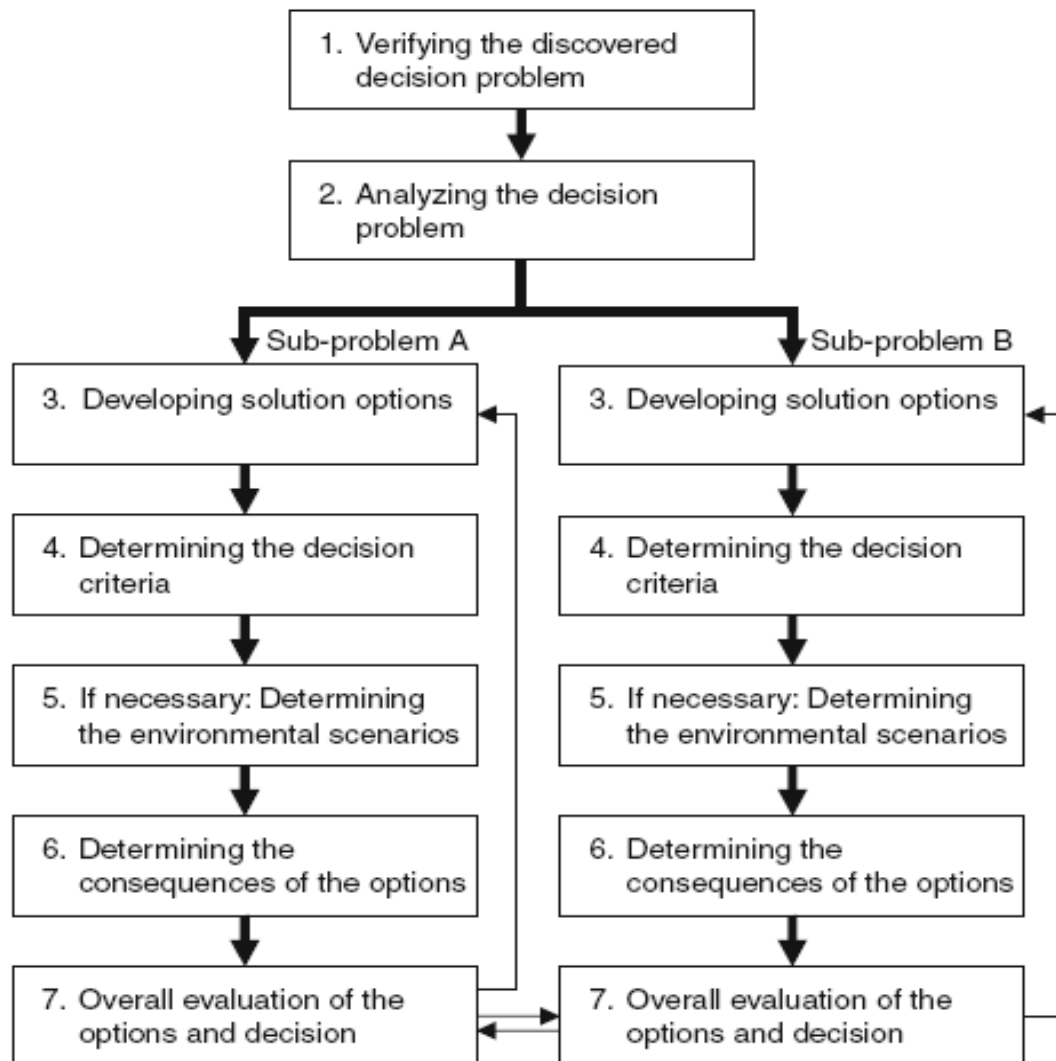 1. Verifying the discovered
decision problem
2. Analyzing the decision
problem
Sub-problem A
3. Developing solution options
4. Determining the decision
criteria
5. If necessary: Determining
the environmental scenarios
6. Determining the
consequences of the options
7. Overall evaluation of the
options and decision
Sub-problem B
3. Developing solution options
4. Determining the decision
criteria
5. If necessary: Determining
the environmental scenarios
6. Determining the
consequences of the options
7. Overall evaluation of the
options and decision